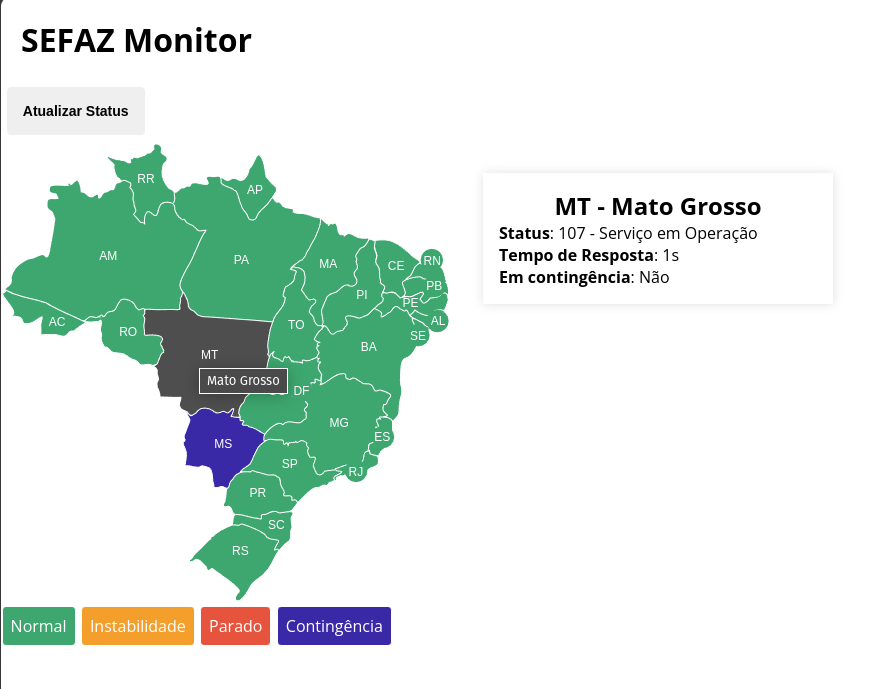 SEFAZ Monitor
Atualizar Status
RR
AP
AM
PA
MA
CE
RN
PB
PI
PE
AC
RO
TO
AL
SE
MT
BA
Mato Grosso
DF
MG
MS
ES
SP
RJ
PR
SC
RS
MT - Mato Grosso
Status: 107 - Serviço em Operação
Tempo de Resposta: 1s
Em contingência: Não
Normal
Instabilidade
Parado
Contingência